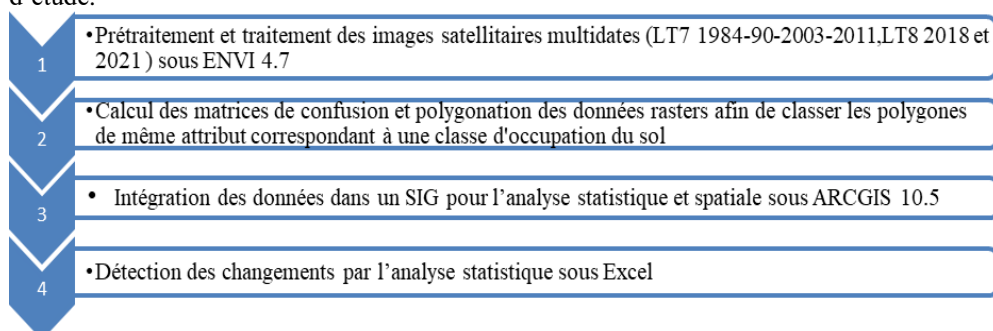 d'étude.
1
•Prétraitement et traitement des images satellitaires multidates (LT7 1984-90-2003-2011,LT8 2018 et
2021 ) sous ENVI 4.7
2
•Calcul des matrices de confusion et polygonation des données rasters afin de classer les polygones
de même attribut correspondant à une classe d'occupation du sol
3
• Intégration des données dans un SIG pour l’analyse statistique et spatiale sous ARCGIS 10.5
4
•Détection des changements par l’analyse statistique sous Excel